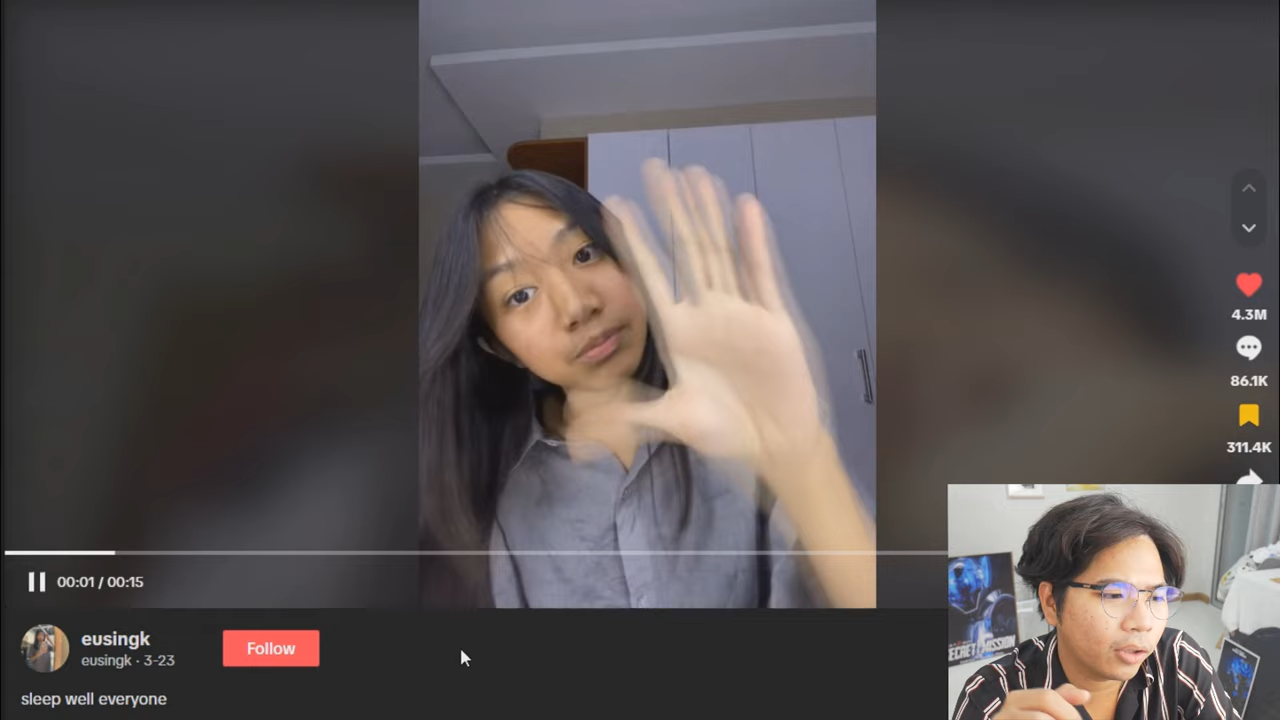 4.3M
86.1K
311.4K
00:01 / 00:15
eusingk
eusingk · 3-23
Follow
sleep well everyone
SECRET MISSION